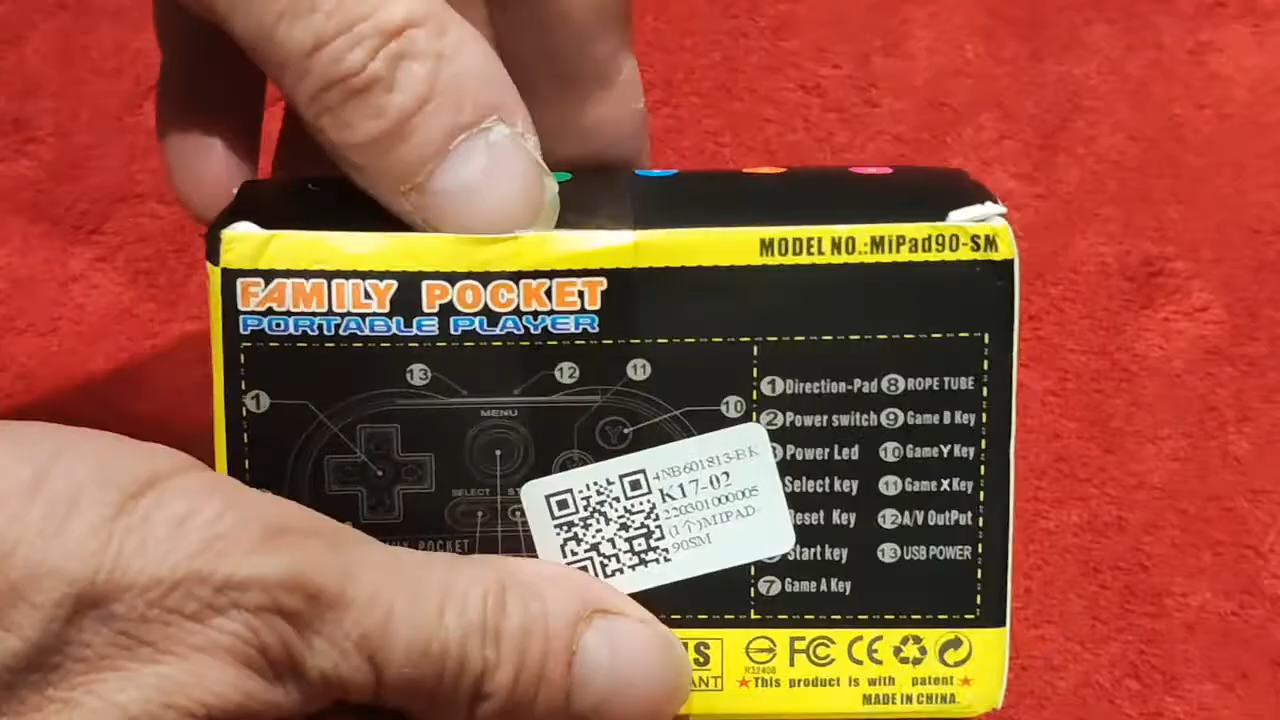 MODEL NO.:MiPad90-SM
FAMILY POCKET
PORTABLE PLAYER
13
12
11
1
10
MENU
Y
SELECT
POCKET
4NB601813-BK
K17-02
220301000005
(1个)MIPAD-
90SM
1 Direction-Pad
8 ROPE TUBE
2 Power switch
9 Game B Key
Power Led
10 Game Y Key
Select key
11 Game X Key
Reset Key
12 A/V OutPut
Start key
13 USB POWER
7 Game A Key
R32408
FC CE
★This product is with patent★
MADE IN CHINA.